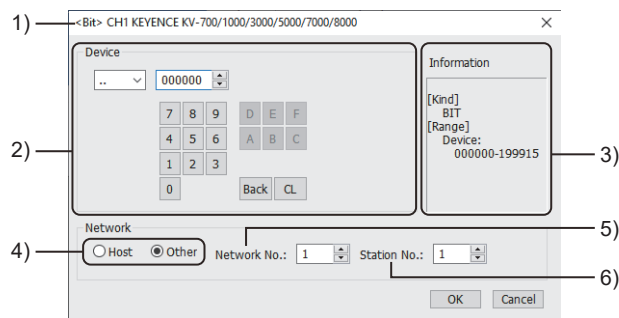 1)
<Bit> CH1 KEYENCE KV-700/1000/3000/5000/7000/8000
2)
Device
.. 000000
7 8 9 D E F
4 5 6 A B C
1 2 3
0 Back CL
3)
Information
[Kind]
BIT
[Range]
Device:
000000-199915
4)
Network
Host Other Network No.: 1 Station No.: 1
5)
6)
OK Cancel